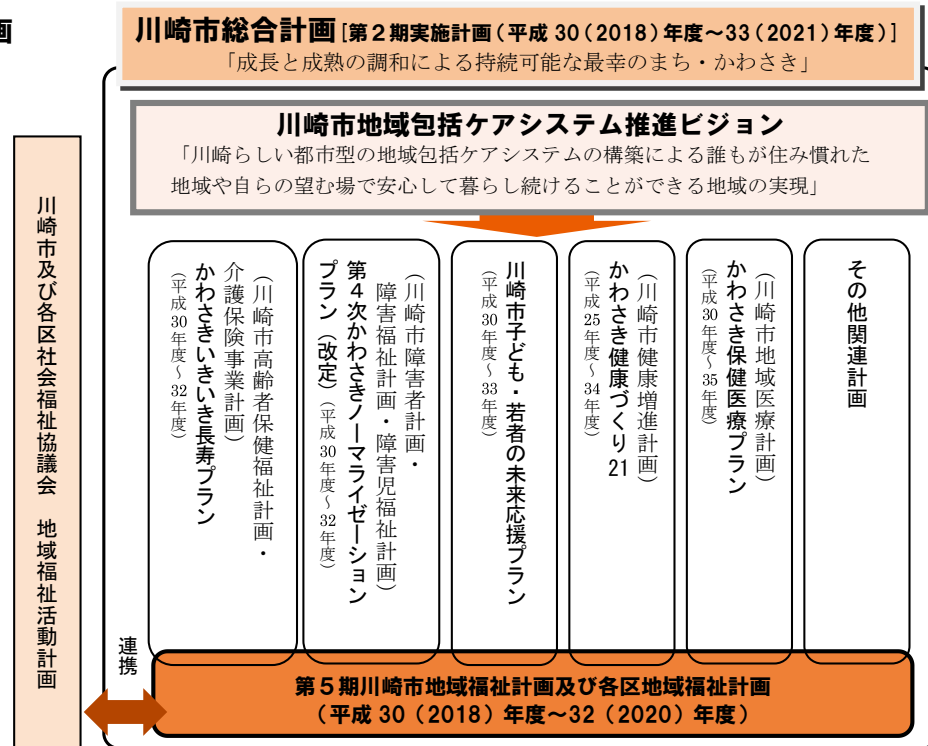 画
川崎市総合計画[第２期実施計画(平成 30(2018)年度～33(2021)年度)]
「成長と成熟の調和による持続可能な最幸のまち・かわさき」
川崎市地域包括ケアシステム推進ビジョン
「川崎らしい都市型の地域包括ケアシステムの構築による誰もが住み慣れた
地域や自らの望む場で安心して暮らし続けることができる地域の実現」
その他関連計画
（川崎市地域医療計画）
かわさき保健医療プラン
（平成30年度～35年度）
（川崎市健康増進計画）
かわさき健康づくり21
（平成25年度～34年度）
川崎市子ども・若者の未来応援プラン
（平成30年度～33年度）
（川崎市障害者計画・
障害福祉計画・障害児福祉計画）
第４次かわさきノーマライゼーション
プラン（改定）（平成30年度～32年度）
（川崎市高齢者保健福祉計画・
介護保険事業計画）
かわさきいきいき長寿プラン
（平成30年度～32年度）
川崎市及び各区社会福祉協議会　地域福祉活動計画
連携
第５期川崎市地域福祉計画及び各区地域福祉計画
（平成 30（2018）年度～32（2020）年度）